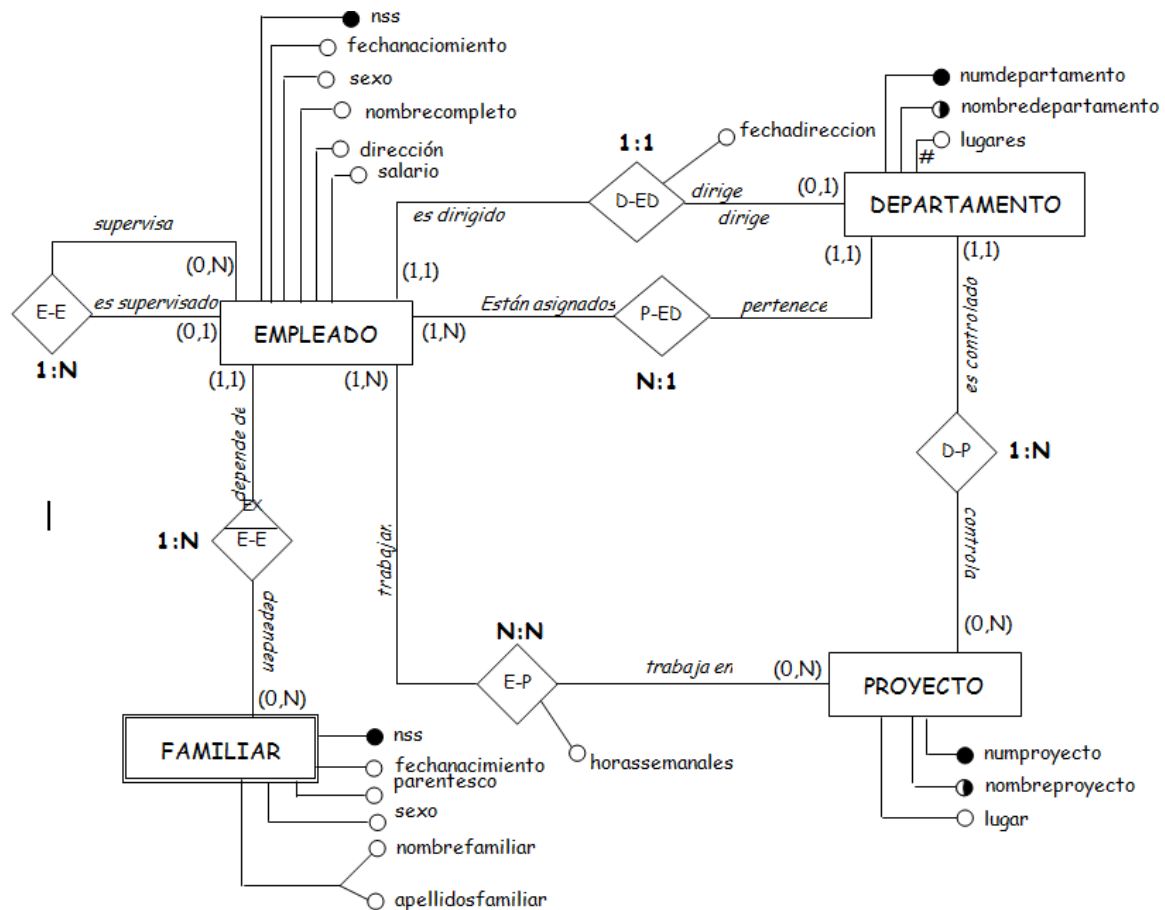 nss
fechanaciomiento
sexo
nombrecompleto
dirección
salario
numdepartamento
nombredepartamento
lugares
#
fechadireccion
1:1
D-ED
dirige
(0,1)
dirige
es dirigido
DEPARTAMENTO
supervisa
(0,N)
(1,1)
(1,1)
(1,1)
E-E
es supervisado
(0,1)
1:N
EMPLEADO
(1,N)
Están asignados
P-ED
pertenece
N:1
(1,1)
(1,N)
es controlado
D-P
1:N
controla
(0,N)
depende de
EX
E-E
1:N
dependen
(0,N)
trabajar.
N:N
E-P
trabaja en
(0,N)
horassemanales
PROYECTO
numproyecto
nombreproyecto
lugar
FAMILIAR
nss
fechanacimiento
parentesco
sexo
nombrefamiliar
apellidosfamiliar